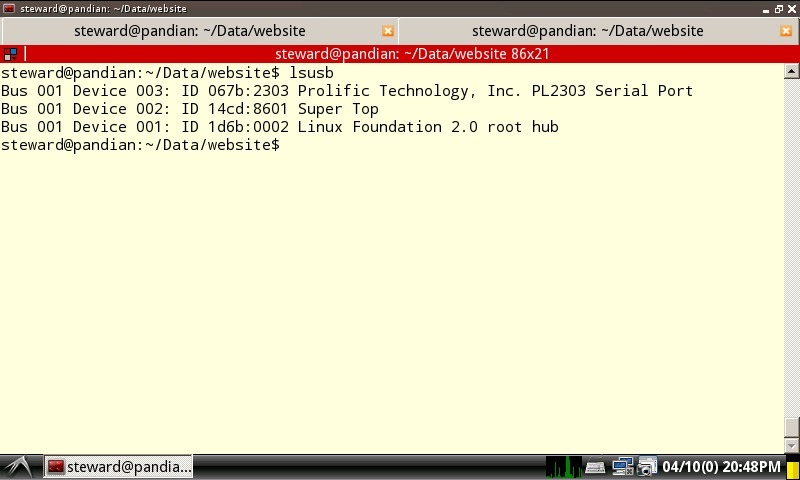 steward@pandian: ~/Data/website
steward@pandian: ~/Data/website
steward@pandian: ~/Data/website
steward@pandian: ~/Data/website 86x21
steward@pandian:~/Data/website$ lsusb
Bus 001 Device 003: ID 067b:2303 Prolific Technology, Inc. PL2303 Serial Port
Bus 001 Device 002: ID 14cd:8601 Super Top
Bus 001 Device 001: ID 1d6b:0002 Linux Foundation 2.0 root hub
steward@pandian:~/Data/website$
steward@pandia...
04/10(0) 20:48PM